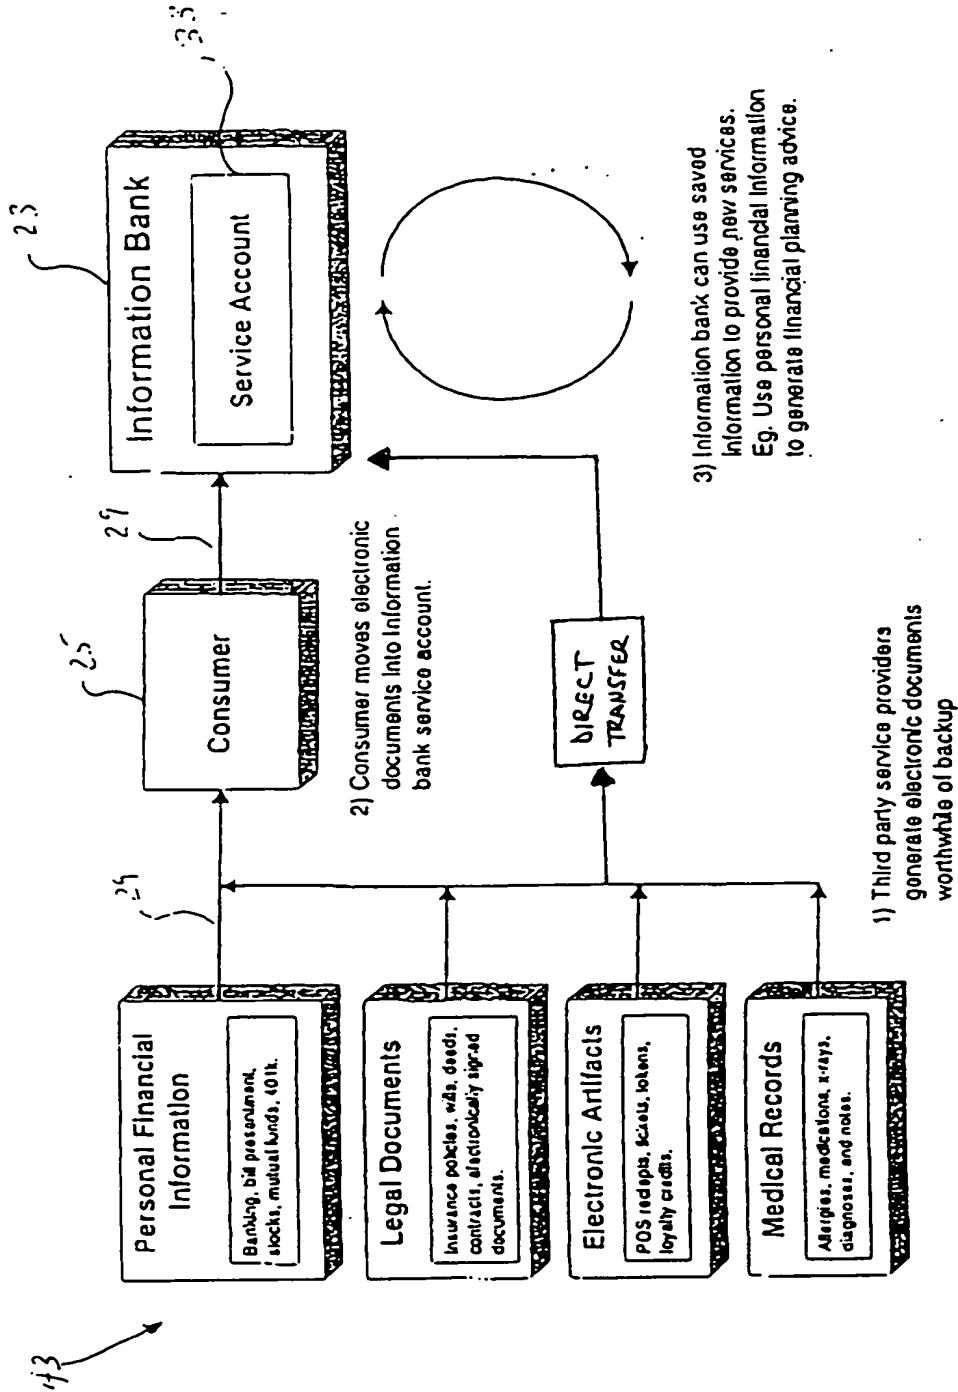 43
Personal Financial
Information
Banking, bill presentment,
stocks, mutual funds, 401k.
Legal Documents
Insurance policies, wills, deeds,
contracts, electronically signed
documents.
Electronic Artifacts
POS receipts, tickets, tokens,
loyalty credits.
Medical Records
Allergies, medications, x-rays,
diagnoses, and notes.
1) Third party service providers
generate electronic documents
worthwhile of backup
25
Consumer
2) Consumer moves electronic
documents into information
bank service account.
29
DIRECT
TRANSFER
23
Information Bank
Service Account
3) Information bank can use saved
information to provide new services.
Eg. Use personal financial information
to generate financial planning advice.